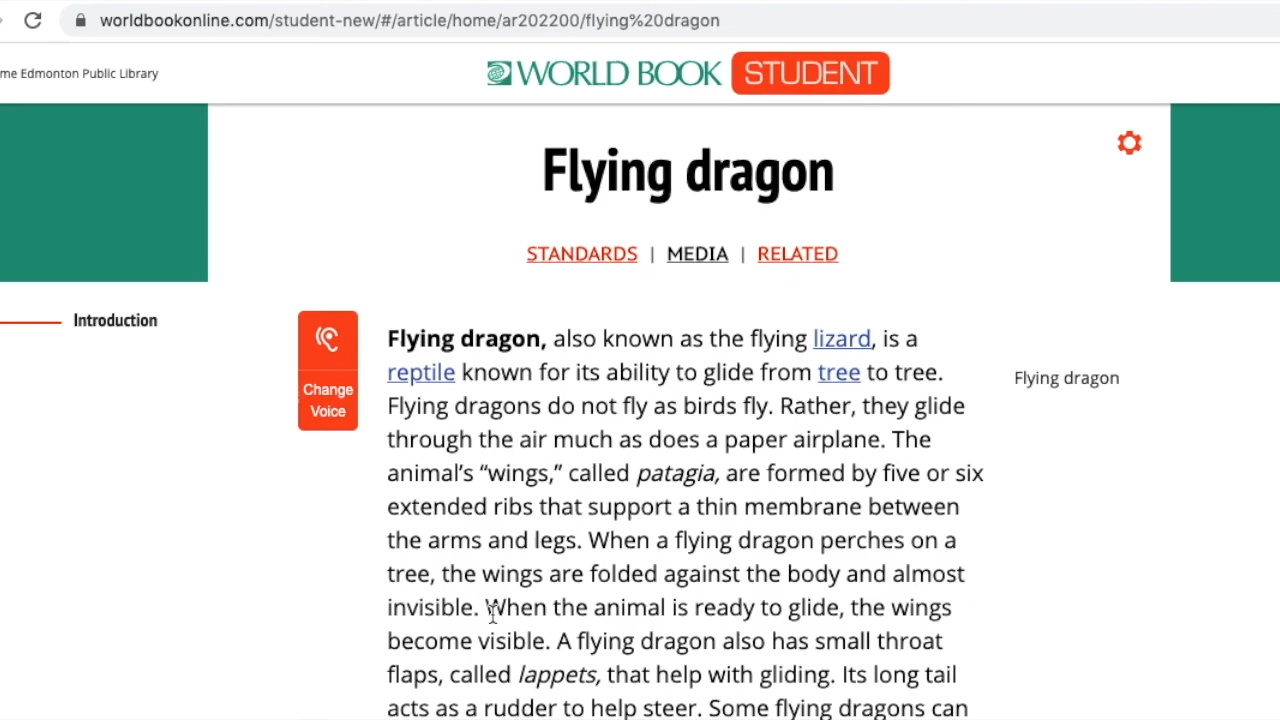 worldbookonline.com/student-new/#/article/home/ar202200/flying%20dragon
me Edmonton Public Library
WORLD BOOK STUDENT
Flying dragon
STANDARDS | MEDIA | RELATED
Introduction
Change
Voice
Flying dragon, also known as the flying lizard, is a
reptile known for its ability to glide from tree to tree.
Flying dragons do not fly as birds fly. Rather, they glide
through the air much as does a paper airplane. The
animal’s “wings,” called patagia, are formed by five or six
extended ribs that support a thin membrane between
the arms and legs. When a flying dragon perches on a
tree, the wings are folded against the body and almost
invisible. When the animal is ready to glide, the wings
become visible. A flying dragon also has small throat
flaps, called lappets, that help with gliding. Its long tail
acts as a rudder to help steer. Some flying dragons can
Flying dragon